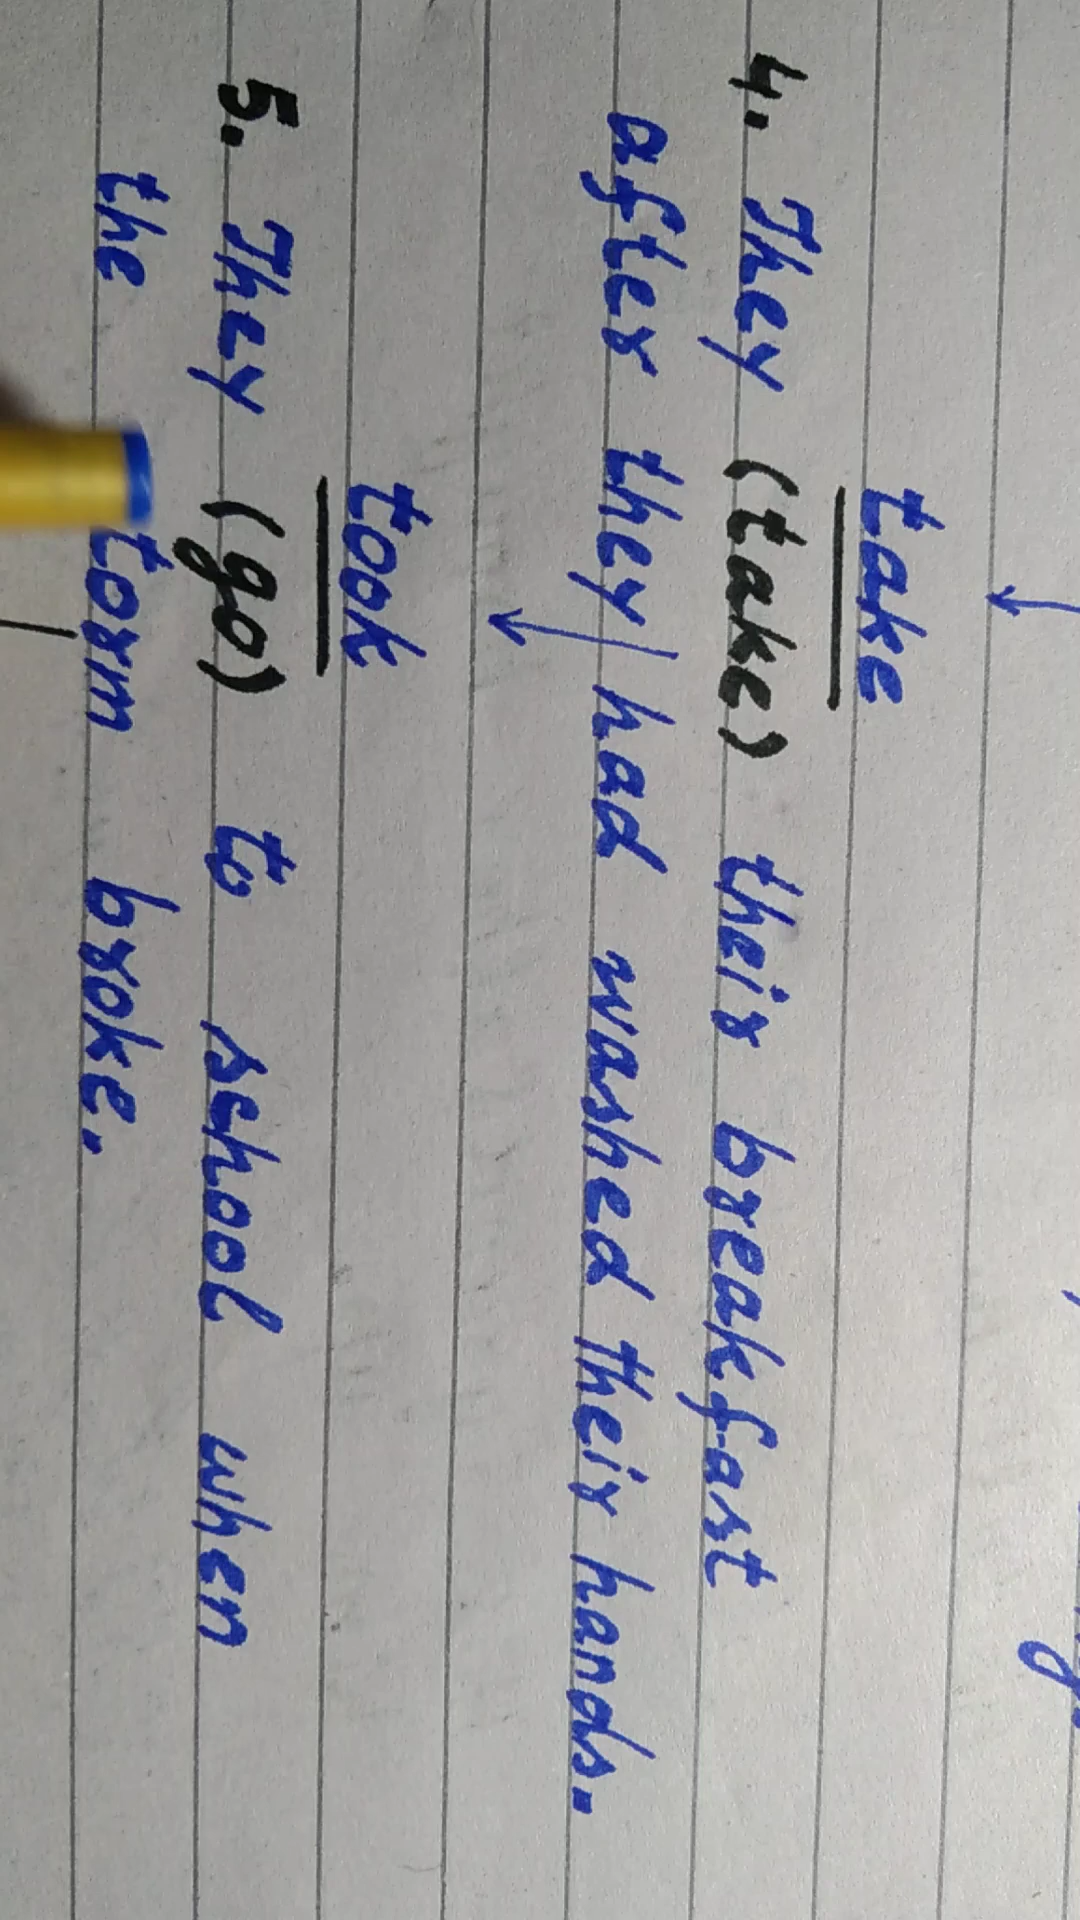 take
4. They (take) their breakfast
after they had washed their hands.
took
5. They (go) to school when
the torm broke.